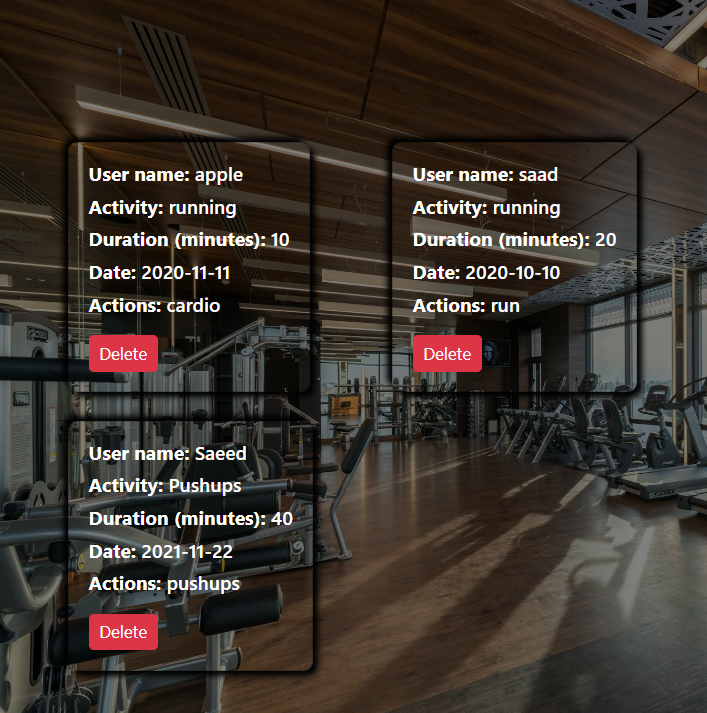 User name: apple
Activity: running
Duration (minutes): 10
Date: 2020-11-11
Actions: cardio
Delete
User name: saad
Activity: running
Duration (minutes): 20
Date: 2020-10-10
Actions: run
Delete
User name: Saeed
Activity: Pushups
Duration (minutes): 40
Date: 2021-11-22
Actions: pushups
Delete